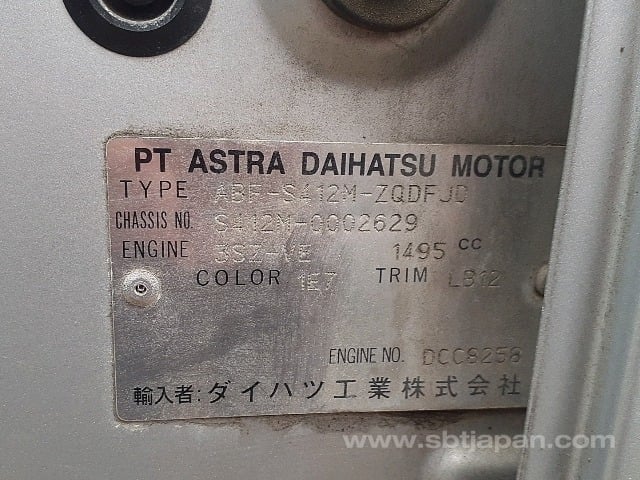 PT ASTRA DAIHATSU MOTOR
TYPE ABF-S412M-ZQDFJD
CHASSIS NO. S412M-0002629
ENGINE 3SZ-VE 1495 CC
COLOR 1E7 TRIM LB12
ENGINE NO. DCC8258
輸入者: ダイハツ工業株式会社
www.sbtjapan.com